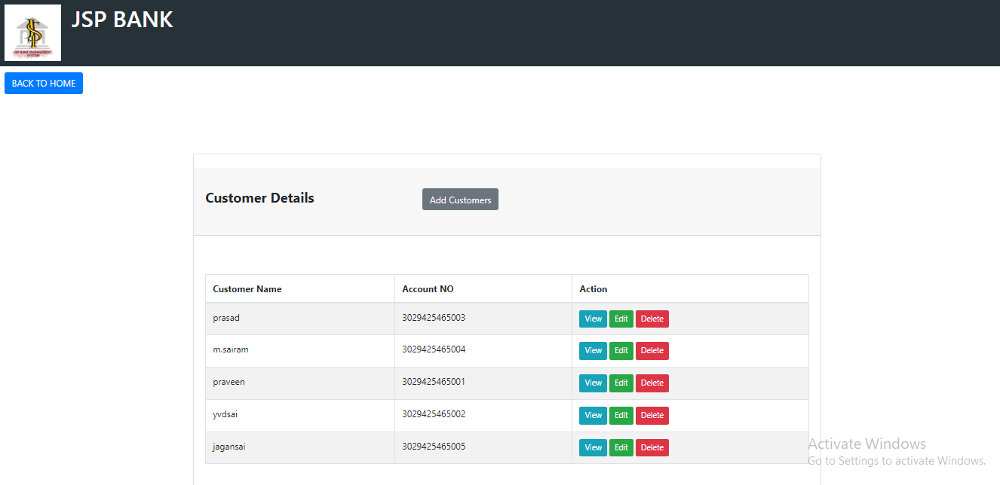 JSP BANK
JSP BANK MANAGEMENT
SYSTEM
BACK TO HOME
Customer Details Add Customers
Customer Name Account NO Action
prasad 3029425465003 View Edit Delete
m.sairam 3029425465004 View Edit Delete
praveen 3029425465001 View Edit Delete
yvdsai 3029425465002 View Edit Delete
jagansai 3029425465005 View Edit Delete
Activate Windows
Go to Settings to activate Windows.